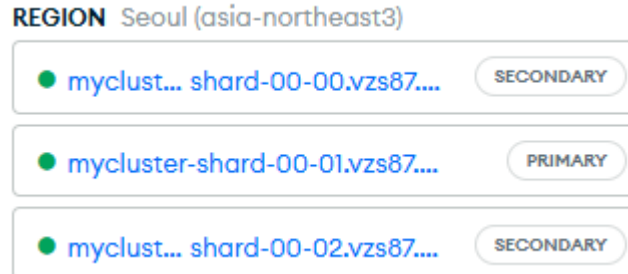 REGION Seoul (asia-northeast3)
myclust... shard-00-00.vzs87.... SECONDARY
mycluster-shard-00-01.vzs87.... PRIMARY
myclust... shard-00-02.vzs87.... SECONDARY